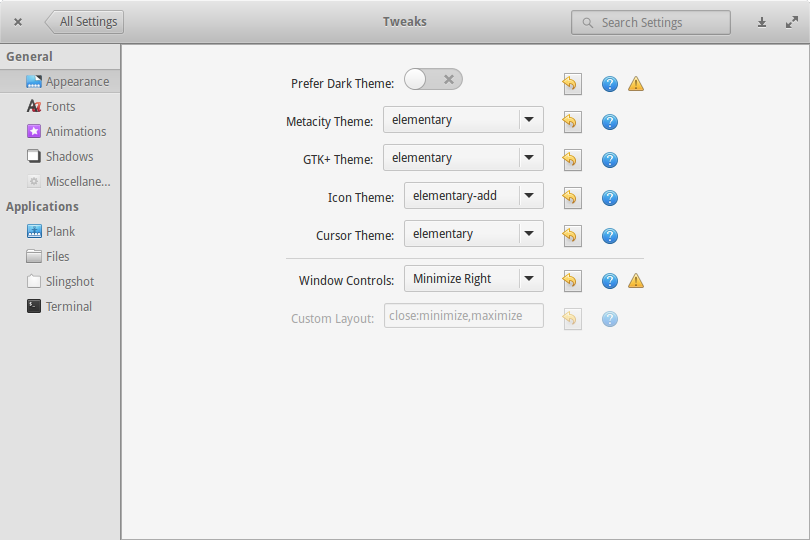 All Settings
Tweaks
Search Settings
General
Appearance
Fonts
Animations
Shadows
Miscellane...
Applications
Plank
Files
Slingshot
Terminal
Prefer Dark Theme:
Metacity Theme: elementary
GTK+ Theme: elementary
Icon Theme: elementary-add
Cursor Theme: elementary
Window Controls: Minimize Right
Custom Layout: close:minimize,maximize